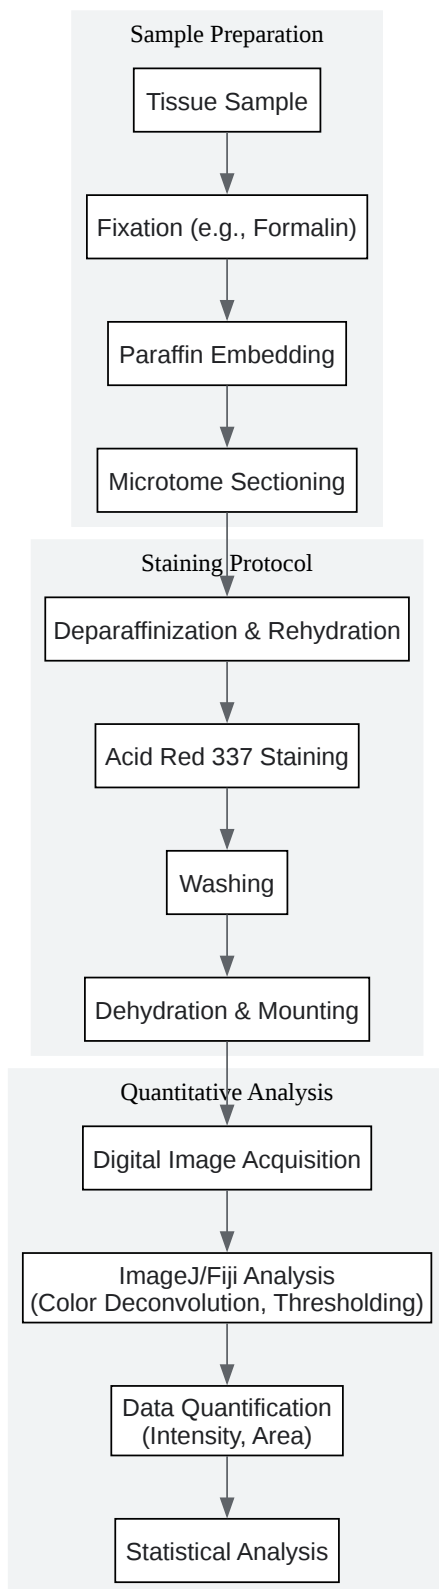 Sample Preparation
Tissue Sample
Fixation (e.g., Formalin)
Paraffin Embedding
Microtome Sectioning
Staining Protocol
Deparaffinization & Rehydration
Acid Red 337 Staining
Washing
Dehydration & Mounting
Quantitative Analysis
Digital Image Acquisition
ImageJ/Fiji Analysis
(Color Deconvolution, Thresholding)
Data Quantification
(Intensity, Area)
Statistical Analysis